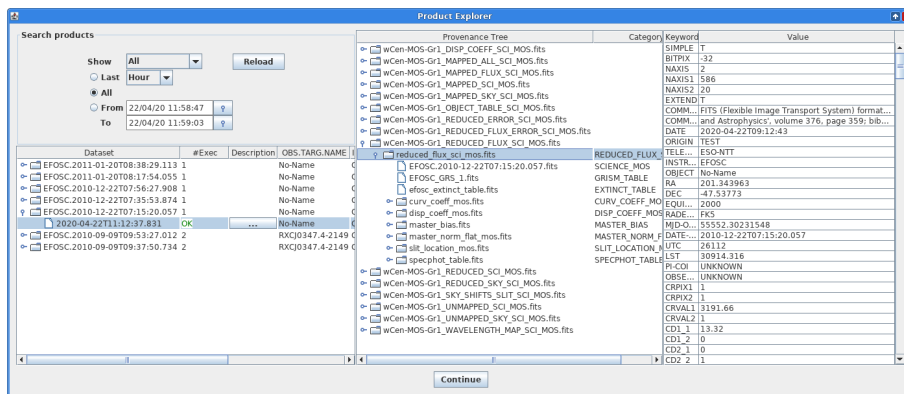 Product Explorer
Search products
Show All Reload
Last Hour
All
From 22/04/20 11:58:47
To 22/04/20 11:59:03
Dataset #Exec Description OBS.TARG.NAME
EFOSC.2011-01-20T08:38:29.113 1 No-Name
EFOSC.2011-01-20T08:17:54.055 1 No-Name
EFOSC.2010-12-22T07:56:27.908 1 No-Name
EFOSC.2010-12-22T07:35:53.874 1 No-Name
EFOSC.2010-12-22T07:15:20.057 1 No-Name
2020-04-22T11:12:37.831 OK ... No-Name
EFOSC.2010-09-09T09:53:27.012 2 RXCJ0347.4-2149
EFOSC.2010-09-09T09:37:50.734 2 RXCJ0347.4-2149
Provenance Tree Category
wCen-MOS-Gr1_DISP_COEFF_SCI_MOS.fits
wCen-MOS-Gr1_MAPPED_ALL_SCI_MOS.fits
wCen-MOS-Gr1_MAPPED_FLUX_SCI_MOS.fits
wCen-MOS-Gr1_MAPPED_SCI_MOS.fits
wCen-MOS-Gr1_MAPPED_SKY_SCI_MOS.fits
wCen-MOS-Gr1_OBJECT_TABLE_SCI_MOS.fits
wCen-MOS-Gr1_REDUCED_ERROR_SCI_MOS.fits
wCen-MOS-Gr1_REDUCED_FLUX_ERROR_SCI_MOS.fits
wCen-MOS-Gr1_REDUCED_FLUX_SCI_MOS.fits
reduced_flux_sci_mos.fits REDUCED_FLUX_
EFOSC.2010-12-22T07:15:20.057.fits SCIENCE_MOS
EFOSC_GRS_1.fits GRISM_TABLE
efosc_extinct_table.fits EXTINCT_TABLE
curv_coeff_mos.fits CURV_COEFF_MO
disp_coeff_mos.fits DISP_COEFF_MOS
master_bias.fits MASTER_BIAS
master_norm_flat_mos.fits MASTER_NORM_F
slit_location_mos.fits SLIT_LOCATION_
specphot_table.fits SPECPHOT_TABLE
wCen-MOS-Gr1_REDUCED_SCI_MOS.fits
wCen-MOS-Gr1_REDUCED_SKY_SCI_MOS.fits
wCen-MOS-Gr1_SKY_SHIFTS_SLIT_SCI_MOS.fits
wCen-MOS-Gr1_UNMAPPED_SCI_MOS.fits
wCen-MOS-Gr1_UNMAPPED_SKY_SCI_MOS.fits
wCen-MOS-Gr1_WAVELENGTH_MAP_SCI_MOS.fits
Keyword Value
SIMPLE T
BITPIX -32
NAXIS 2
NAXIS1 586
NAXIS2 20
EXTEND T
COMM... FITS (Flexible Image Transport System) format...
COMM... and Astrophysics', volume 376, page 359; bib...
DATE 2020-04-22T09:12:43
ORIGIN TEST
TELE... ESO-NTT
INSTR... EFOSC
OBJECT No-Name
RA 201.343963
DEC -47.53773
EQUI... 2000
RADE... FK5
MJD-O... 55552.30231548
DATE-... 2010-12-22T07:15:20.057
UTC 26112
LST 30914.316
PI-COI UNKNOWN
OBSE... UNKNOWN
CRPIX1 1
CRPIX2 1
CRVAL1 3191.66
CRVAL2 1
CD1_1 13.32
CD1_2 0
CD2_1 0
CD2_2 1
Continue